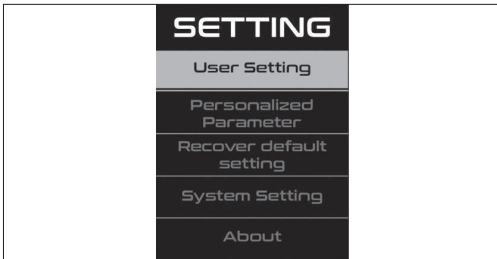 SETTING
User Setting
Personalized
Parameter
Recover default
setting
System Setting
About